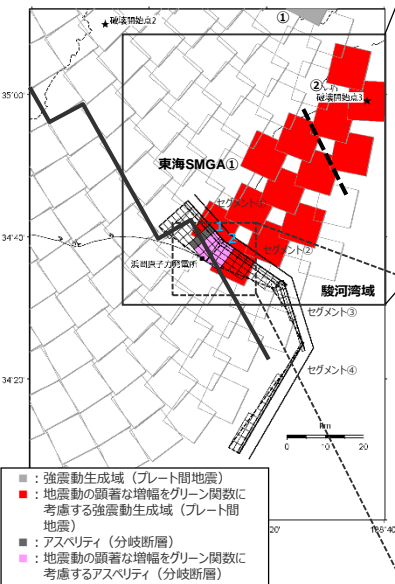 ①
★破壊開始点2
35°00'
②
破壊開始点3
東海SMGA①
セグメント①
1
2
34°40'
セグメント②
浜岡原子力発電所
駿河湾域
セグメント③
34°20'
セグメント④
km
0 10 20
■ : 強震動生成域（プレート間地震）
■ : 地震動の顕著な増幅をグリーン関数に
考慮する強震動生成域（プレート間
地震）
■ : アスペリティ（分岐断層）
■ : 地震動の顕著な増幅をグリーン関数に
考慮するアスペリティ（分岐断層）